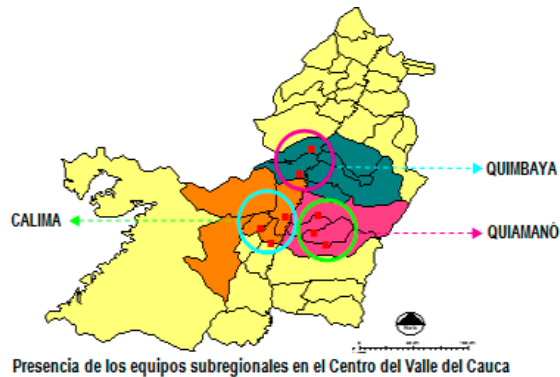 QUIMBAYA
CALIMA
QUIAMANÓ
Presencia de los equipos subregionales en el Centro del Valle del Cauca